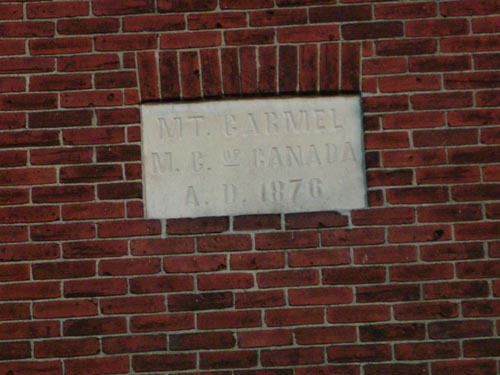 MT. CARMEL
M. C. OF CANADA
A. D. 1876